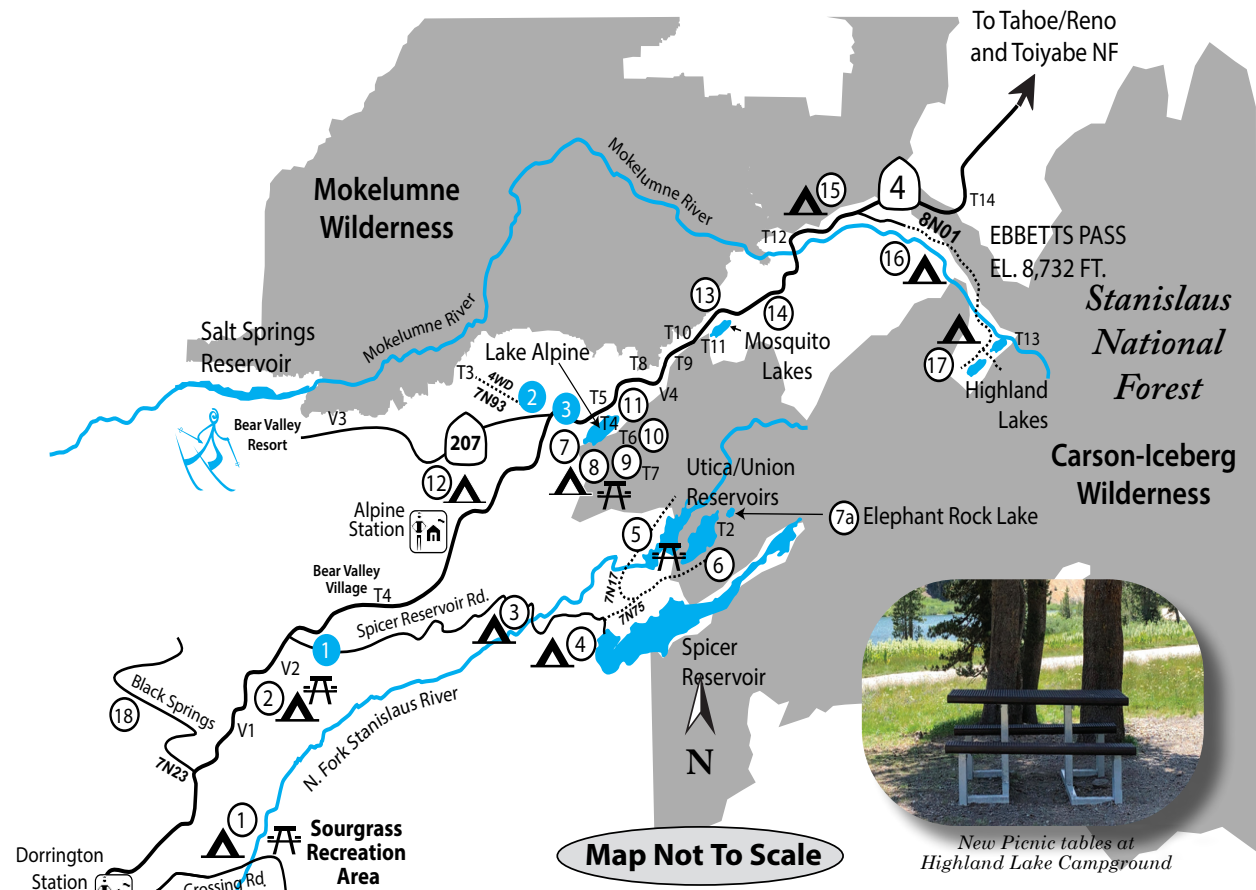 To Tahoe/Reno
and Toiyabe NF
Mokelumne
Wilderness
Mokelumne River
15
4
T14
8N01
EBBETTS PASS
EL. 8,732 FT.
T12
16
Stanislaus
National
Forest
13
14
Salt Springs
Reservoir
Mokelumne River
T10
T11
Mosquito
Lakes
T13
17
Highland
Lakes
Lake Alpine
T8
T9
T3
4WD
7N93
2
3
T5
V4
11
T4
Bear Valley
Resort
V3
207
7
T6
10
8
9
T7
12
Utica/Union
Reservoirs
Carson-Iceberg
Wilderness
Alpine
Station
5
T2
7a
Elephant Rock Lake
6
Bear Valley
Village
T4
7N17
7N75
Spicer Reservoir Rd.
3
4
1
Spicer
Reservoir
V2
2
Black Springs
18
V1
N. Fork Stanislaus River
N
7N23
1
Sourgrass
Recreation
Area
Map Not To Scale
New Picnic tables at
Highland Lake Campground
Dorrington
Station
Crossing Rd.